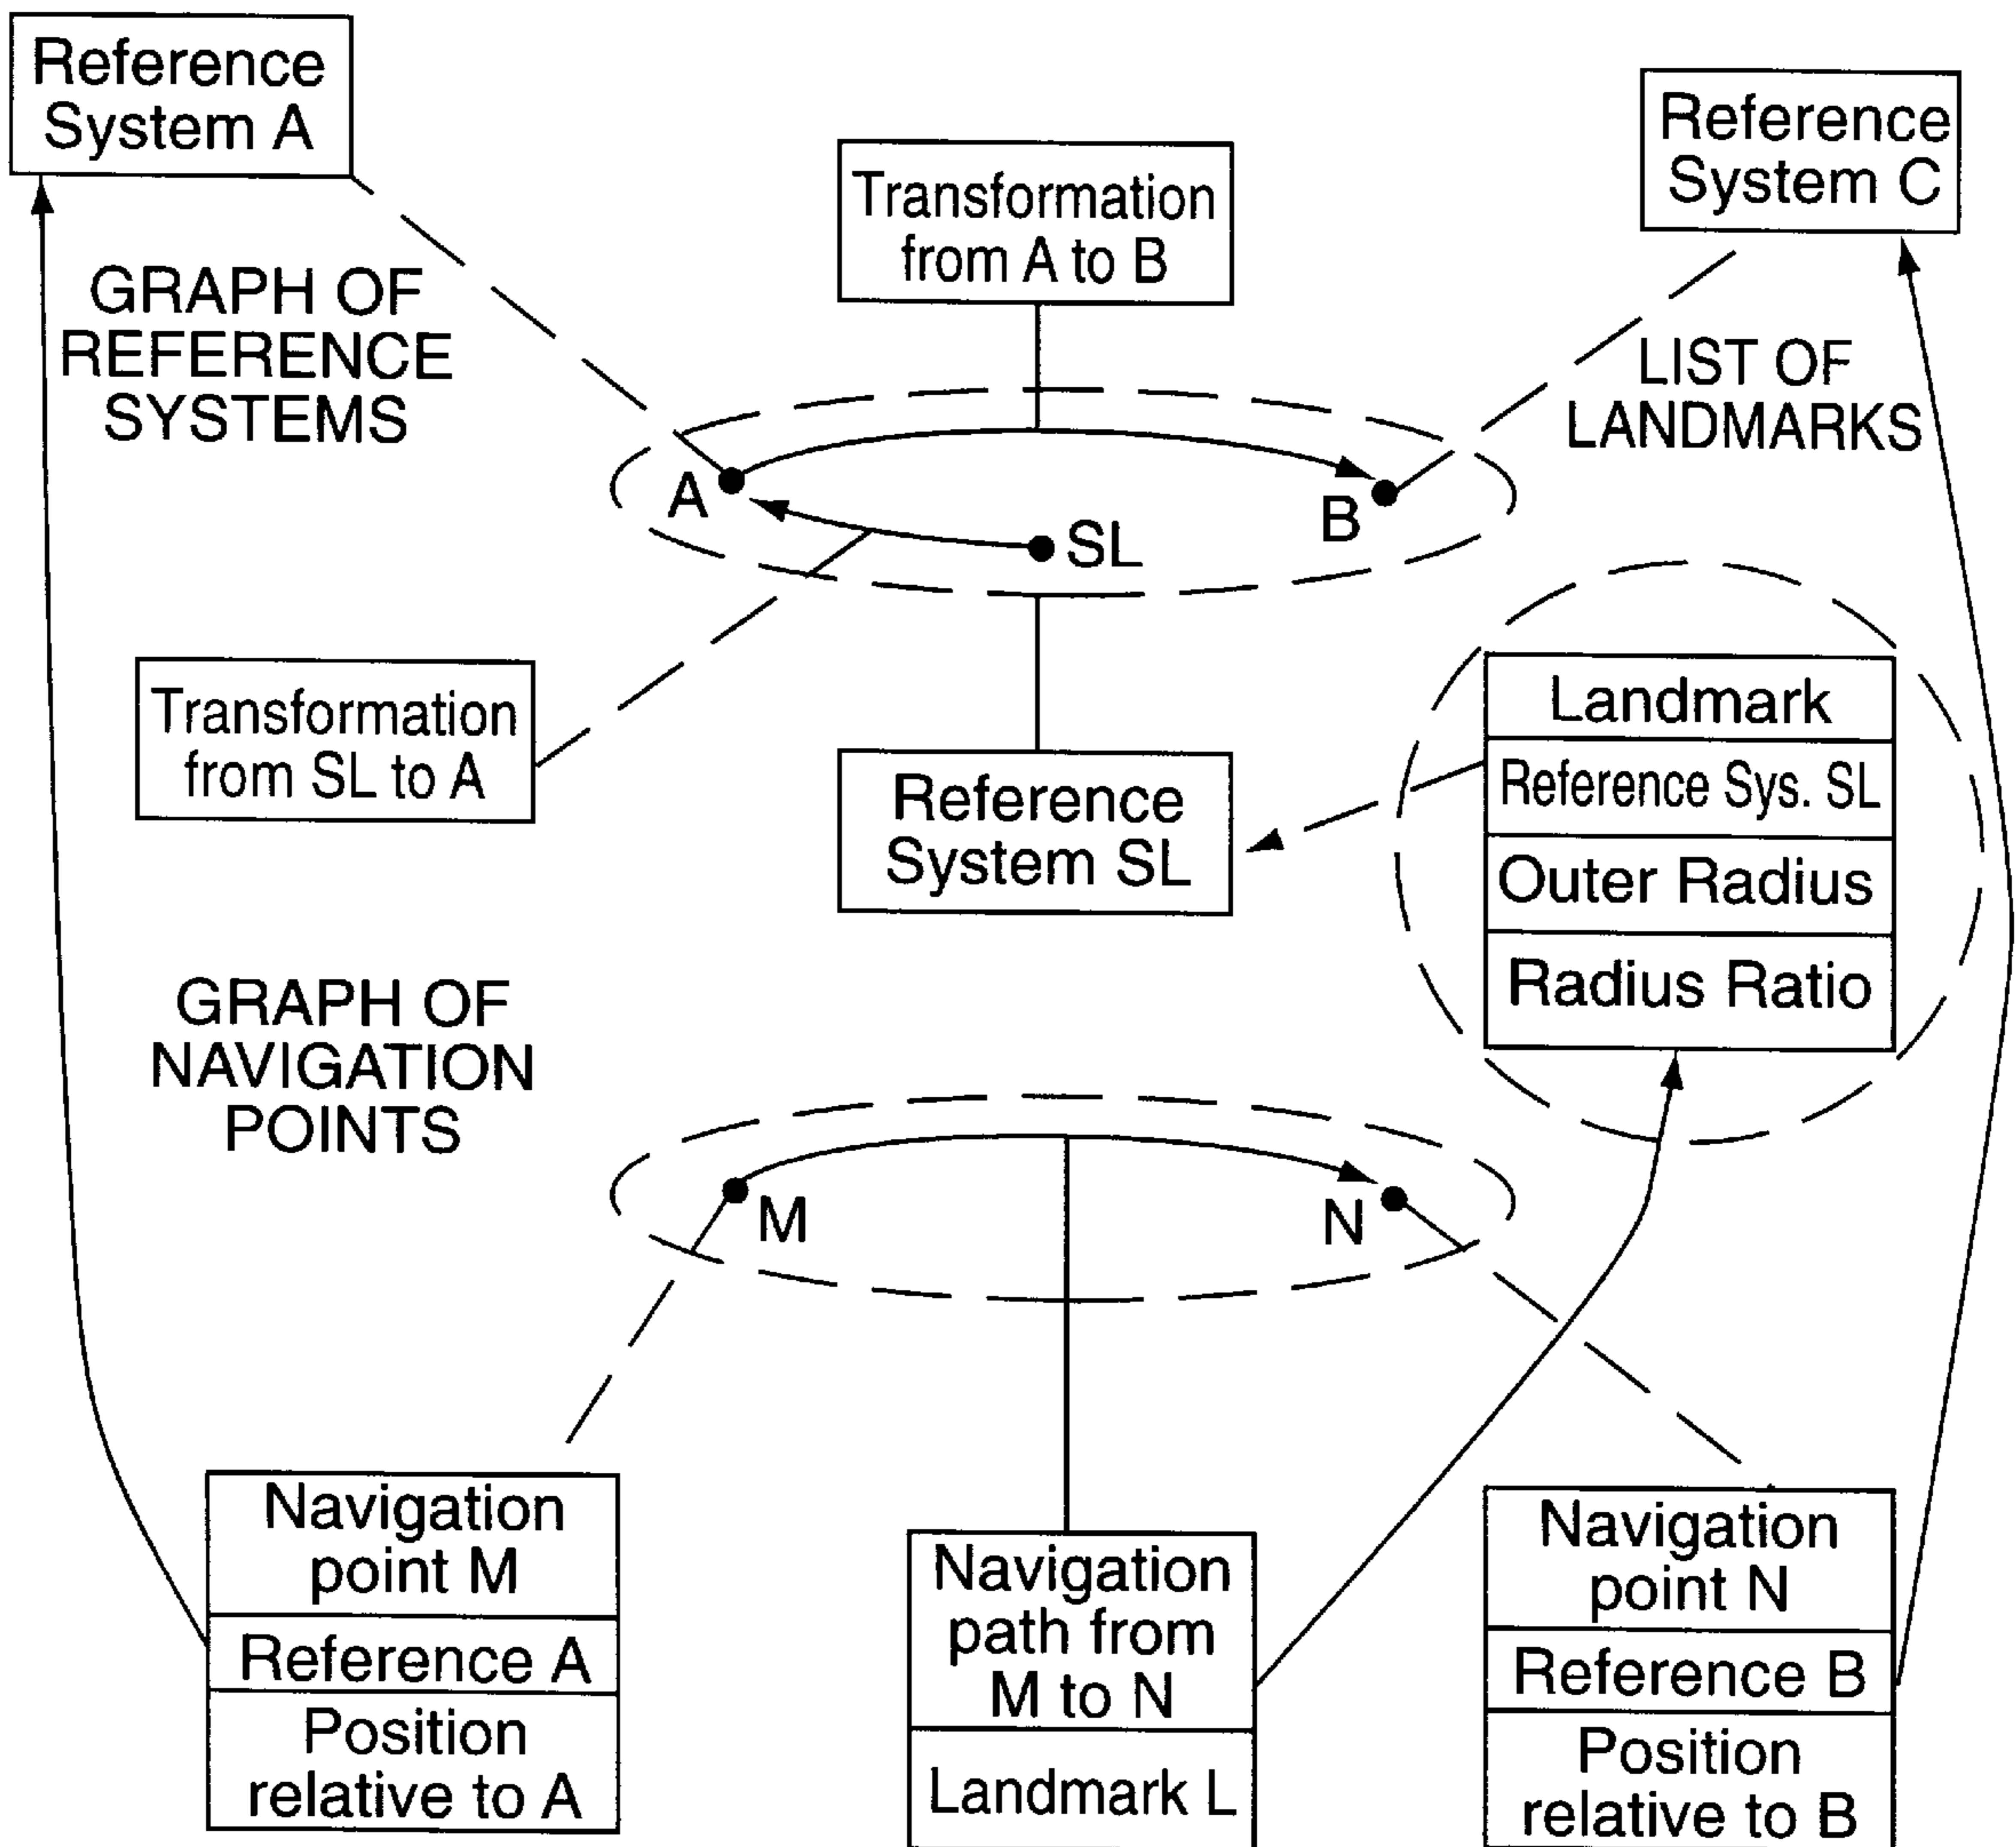 Reference
System A
Reference
System C
Transformation
from A to B
GRAPH OF
REFERENCE
SYSTEMS
LIST OF
LANDMARKS
A
B
SL
Transformation
from SL to A
Reference
System SL
Landmark
Reference Sys. SL
Outer Radius
Radius Ratio
GRAPH OF
NAVIGATION
POINTS
M
N
Navigation
point M
Reference A
Position
relative to A
Navigation
path from
M to N
Landmark L
Navigation
point N
Reference B
Position
relative to B